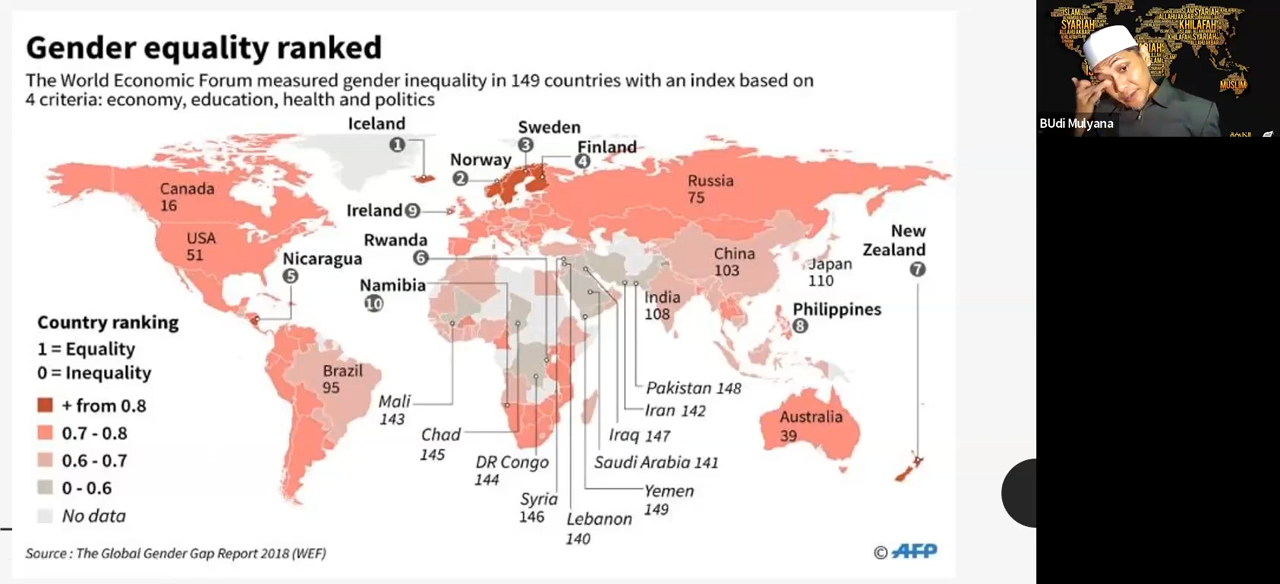 Gender equality ranked
The World Economic Forum measured gender inequality in 149 countries with an index based on
4 criteria: economy, education, health and politics
Iceland
1
Sweden
3
Finland
4
Norway
2
Canada
16
Russia
75
Ireland 9
USA
51
Rwanda
6
New
Zealand
7
Nicaragua
5
China
103
Japan
110
Namibia
10
India
108
Philippines
8
Country ranking
1 = Equality
0 = Inequality
+ from 0.8
0.7 - 0.8
0.6 - 0.7
0 - 0.6
No data
Brazil
95
Mali
143
Chad
145
DR Congo
144
Syria
146
Lebanon
140
Pakistan 148
Iran 142
Iraq 147
Saudi Arabia 141
Yemen
149
Australia
39
Source : The Global Gender Gap Report 2018 (WEF)
© AFP
ISLAM
SYARIAH
SYARIAH
ALLAHUAKBAR
KHILAFAH
MUSLIM
BUdi Mulyana